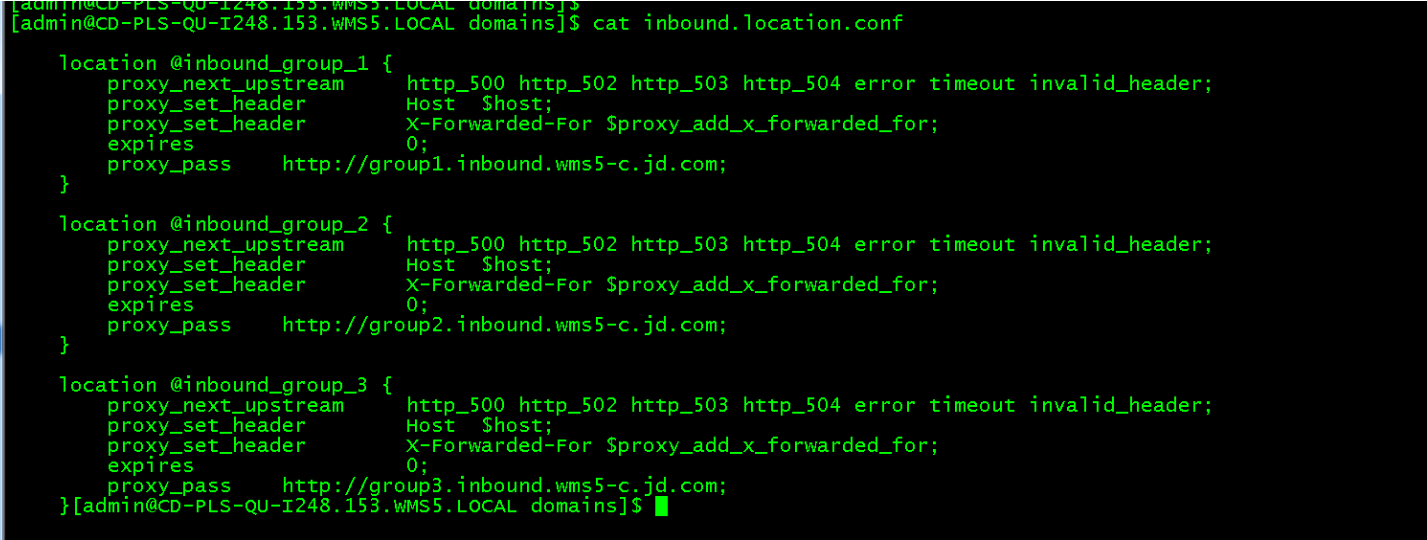 [admin@CD-PLS-QU-I248.153.WMS5.LOCAL domains]$
[admin@CD-PLS-QU-I248.153.WMS5.LOCAL domains]$ cat inbound.location.conf
location @inbound_group_1 {
proxy_next_upstream http_500 http_502 http_503 http_504 error timeout invalid_header;
proxy_set_header Host $host;
proxy_set_header X-Forwarded-For $proxy_add_x_forwarded_for;
expires 0;
proxy_pass http://group1.inbound.wms5-c.jd.com;
}
location @inbound_group_2 {
proxy_next_upstream http_500 http_502 http_503 http_504 error timeout invalid_header;
proxy_set_header Host $host;
proxy_set_header X-Forwarded-For $proxy_add_x_forwarded_for;
expires 0;
proxy_pass http://group2.inbound.wms5-c.jd.com;
}
location @inbound_group_3 {
proxy_next_upstream http_500 http_502 http_503 http_504 error timeout invalid_header;
proxy_set_header Host $host;
proxy_set_header X-Forwarded-For $proxy_add_x_forwarded_for;
expires 0;
proxy_pass http://group3.inbound.wms5-c.jd.com;
}[admin@CD-PLS-QU-I248.153.WMS5.LOCAL domains]$